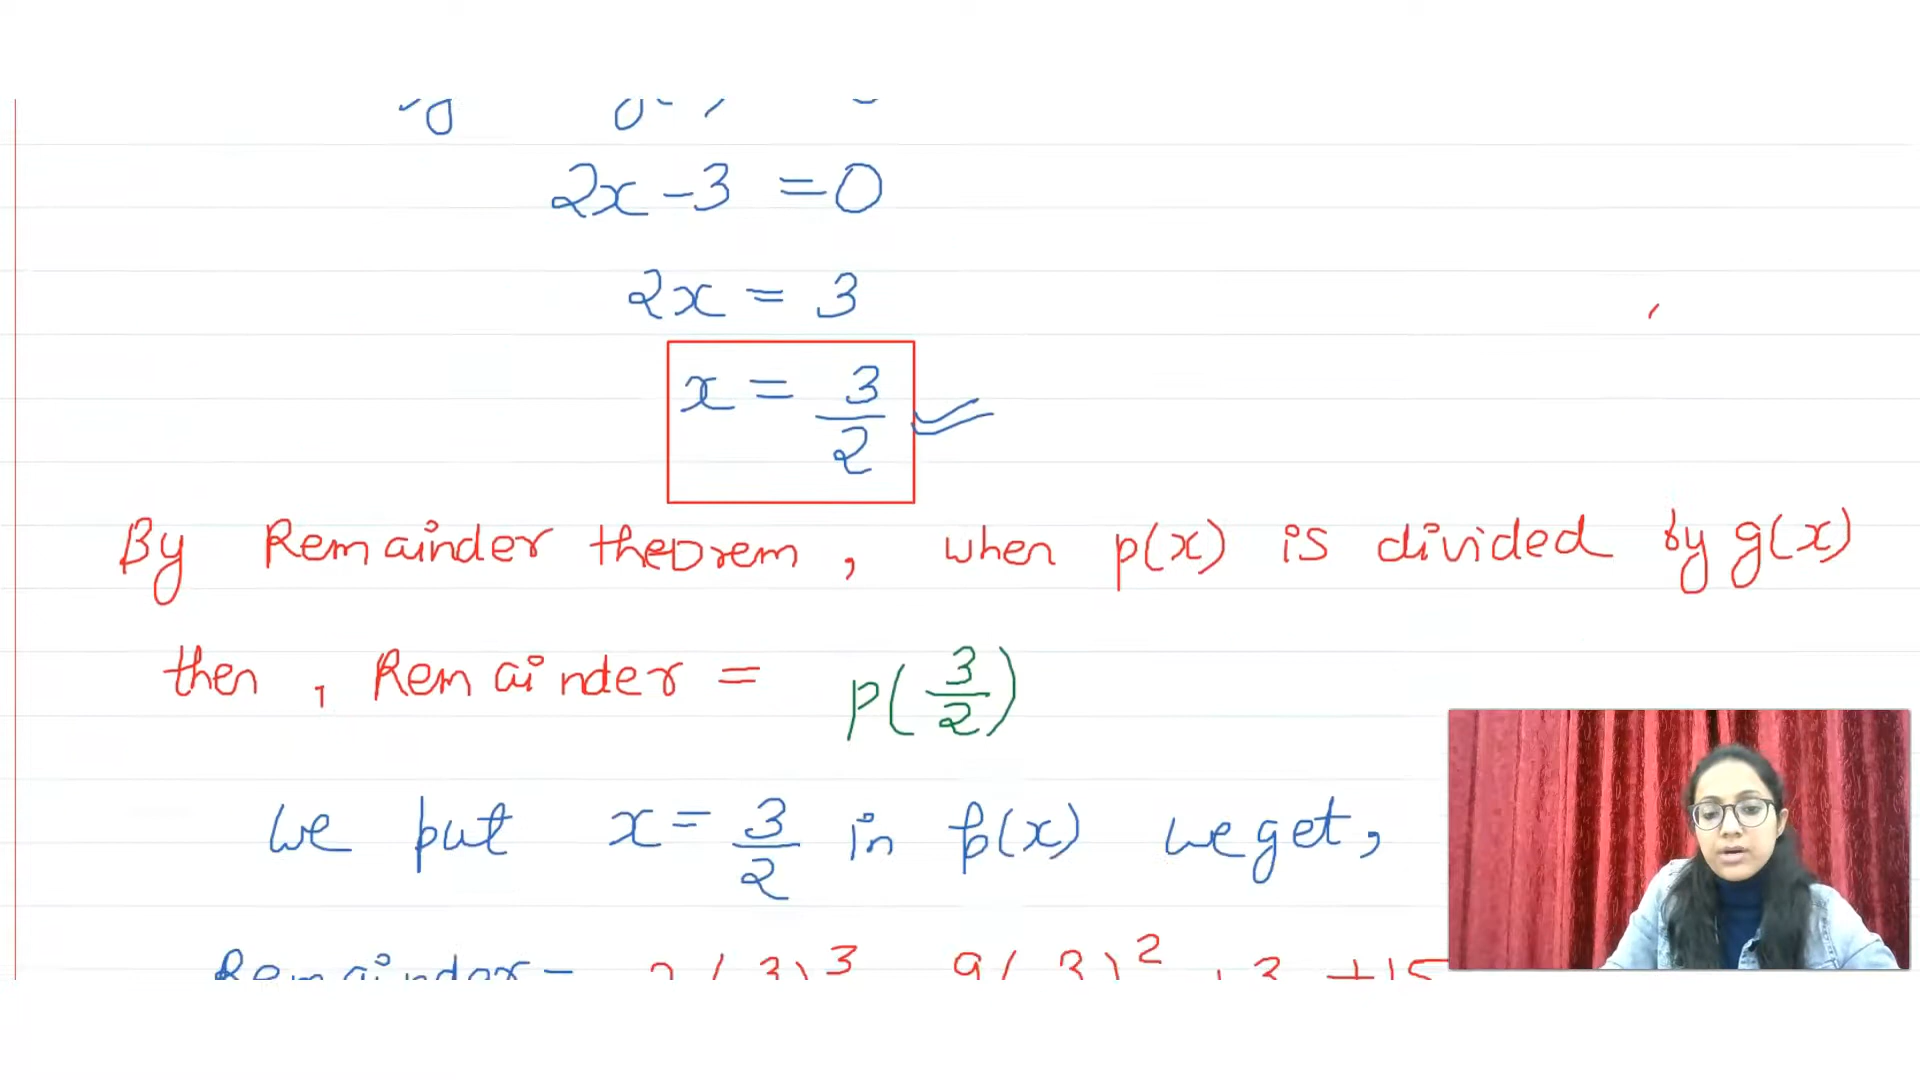 2x - 3 = 0
2x = 3
x = 3/2
By Remainder theorem, when p(x) is divided by g(x)
then, Remainder = p(3/2)
We put x = 3/2 in p(x) we get,
Remainder =